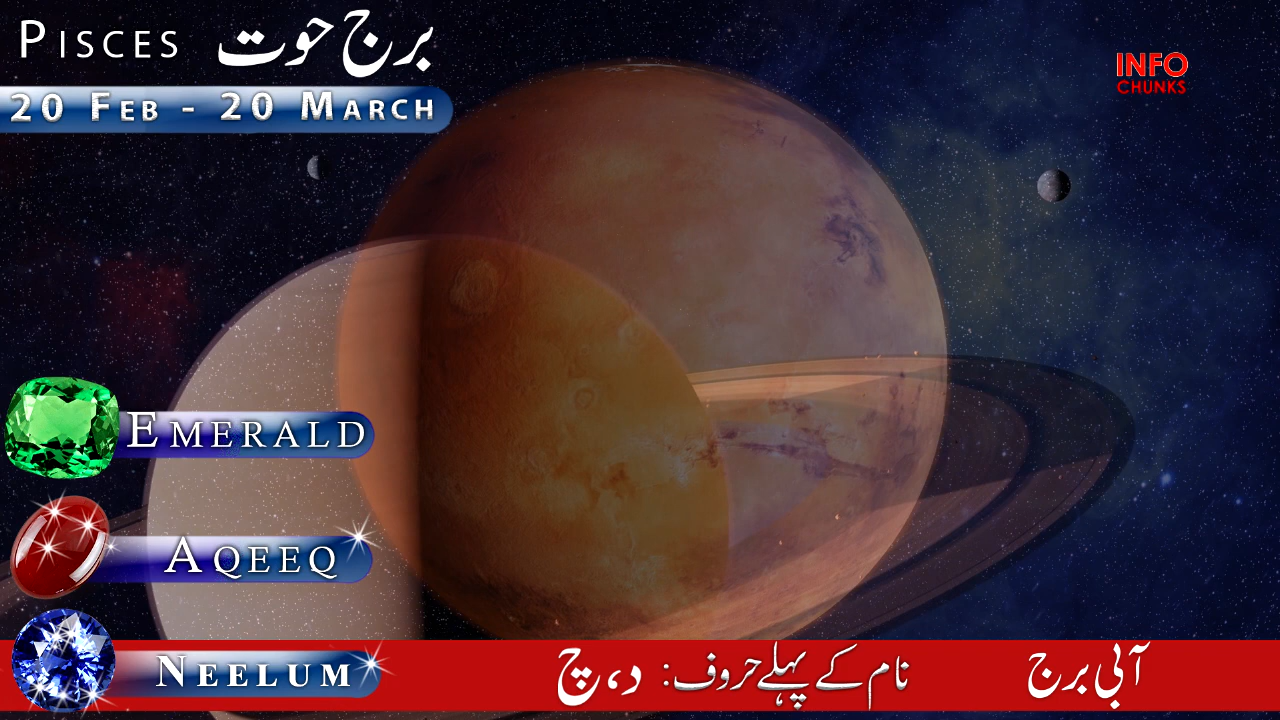 PISCES برج حوت
20 FEB - 20 MARCH
INFO
CHUNKS
EMERALD
AQEEQ
NEELUM
نام کے پہلے حروف: د، چ
آبی برج